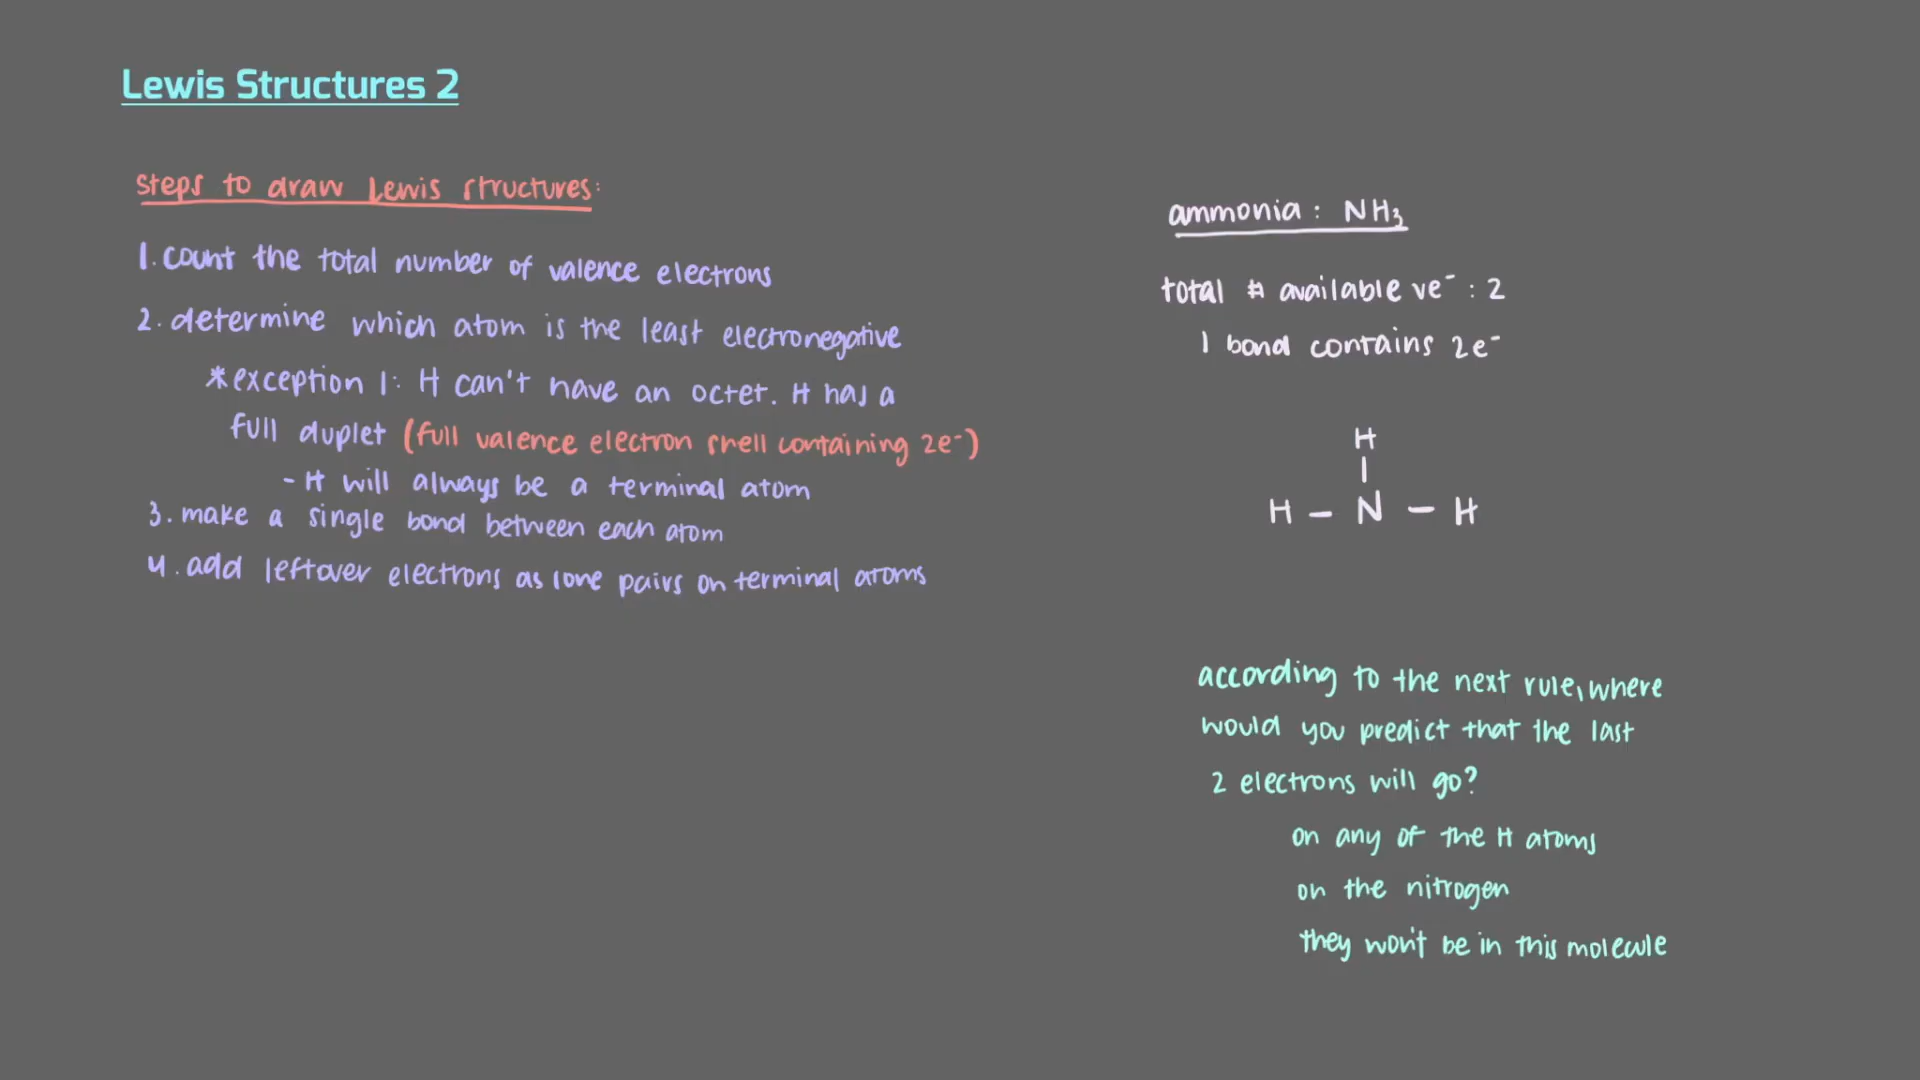 Lewis Structures 2
steps to draw Lewis structures:
1. count the total number of valence electrons
2. determine which atom is the least electronegative
*exception 1: H can't have an octet. H has a
full duplet (full valence electron shell containing 2e⁻)
- H will always be a terminal atom
3. make a single bond between each atom
4. add leftover electrons as lone pairs on terminal atoms
ammonia: NH₃
total # available ve⁻: 2
1 bond contains 2e⁻
H
H – N – H
according to the next rule, where
would you predict that the last
2 electrons will go?
on any of the H atoms
on the nitrogen
they won't be in this molecule